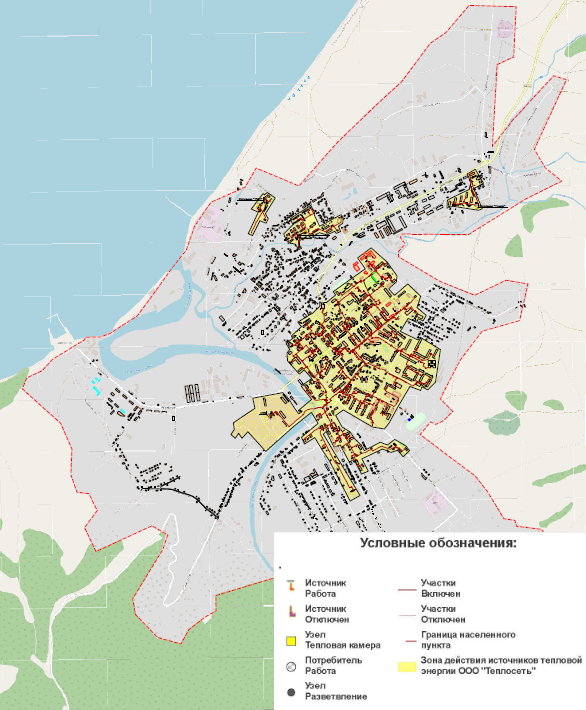 Условные обозначения:
Источник
Работа
Источник
Отключен
Узел
Тепловая камера
Потребитель
Работа
Узел
Разветвление
Участки
Включен
Участки
Отключен
Граница населенного
пункта
Зона действия источников тепловой
энергии ООО "Теплосеть"